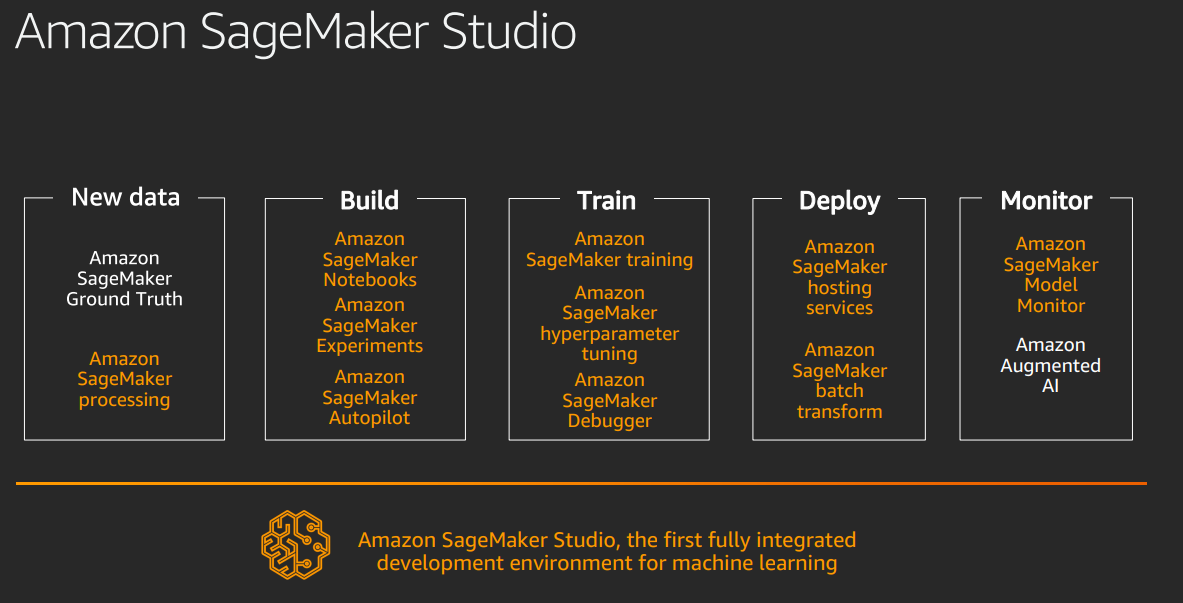 Amazon SageMaker Studio
New data
Amazon
SageMaker
Ground Truth
Amazon
SageMaker
processing
Build
Amazon
SageMaker
Notebooks
Amazon
SageMaker
Experiments
Amazon
SageMaker
Autopilot
Train
Amazon
SageMaker training
Amazon
SageMaker
hyperparameter
tuning
Amazon
SageMaker
Debugger
Deploy
Amazon
SageMaker
hosting
services
Amazon
SageMaker
batch
transform
Monitor
Amazon
SageMaker
Model
Monitor
Amazon
Augmented
AI
Amazon SageMaker Studio, the first fully integrated
development environment for machine learning